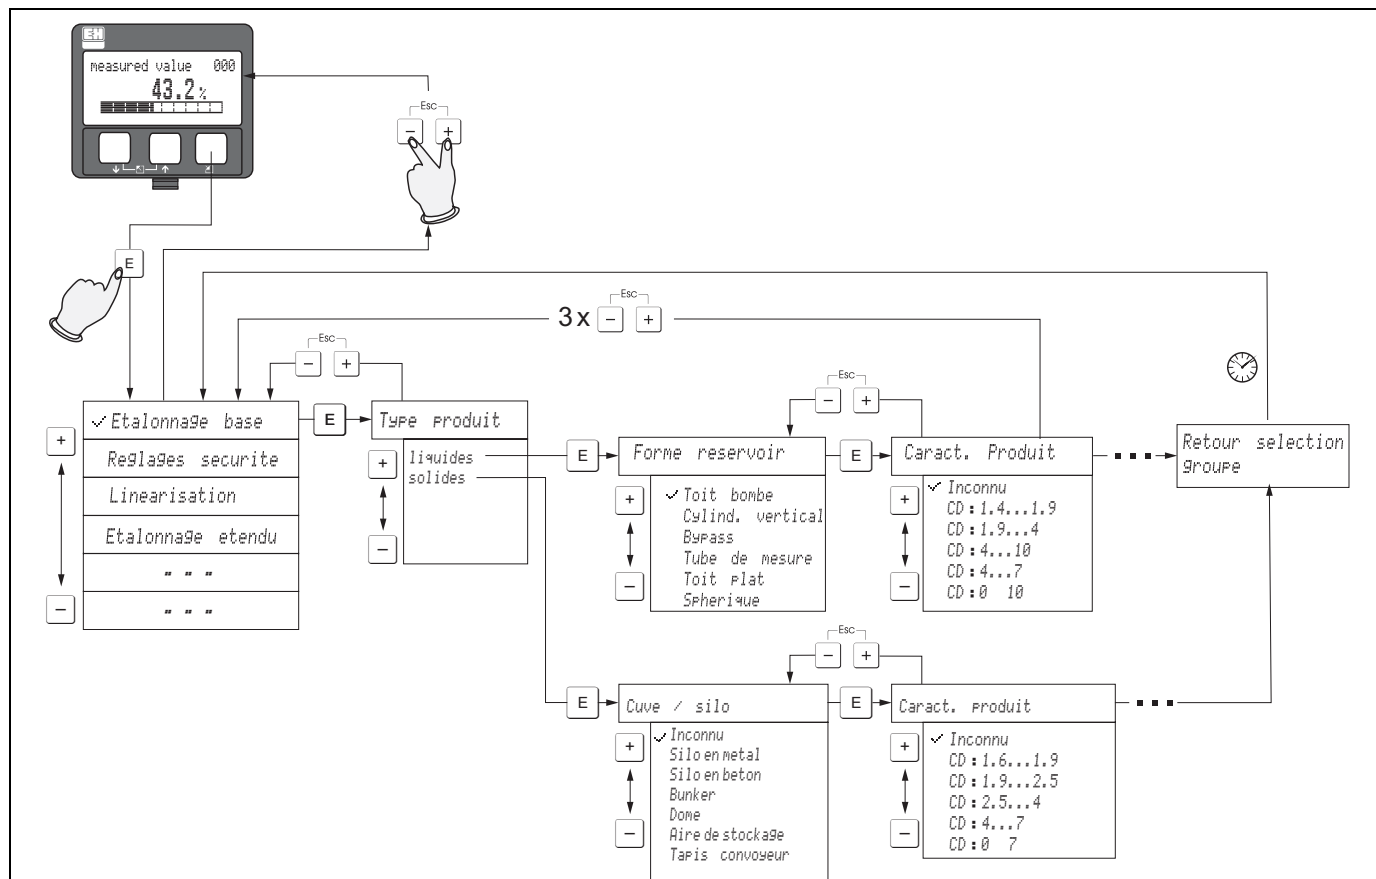 E+H
measured value 000
43.2%
Esc
- +
E
Esc
3x - +
Esc
- +
Esc
- +
✓ Etalonnage base
E
Type produit
+
Reglages securite
Linearisation
Etalonnage etendu
" " "
" " "
-
+
liquides
solides
-
E
Forme reservoir
E
Caract. Produit
Retour selection
groupe
+
✓ Toit bombe
Cylind. vertical
Bypass
Tube de mesure
Toit plat
Spherique
-
+
✓ Inconnu
CD:1.4...1.9
CD:1.9...4
CD:4...10
CD:4...7
CD:0 10
-
Esc
- +
E
Cuve / silo
E
Caract. produit
+
✓ Inconnu
Silo en metal
Silo en beton
Bunker
Dome
Aire de stockage
Tapis convoyeur
-
+
✓ Inconnu
CD:1.6...1.9
CD:1.9...2.5
CD:2.5...4
CD:4...7
CD:0 7
-